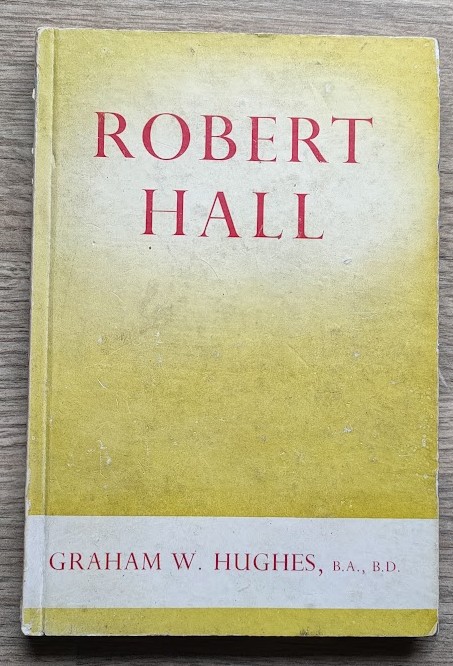 ROBERT
HALL
GRAHAM W. HUGHES, B.A., B.D.